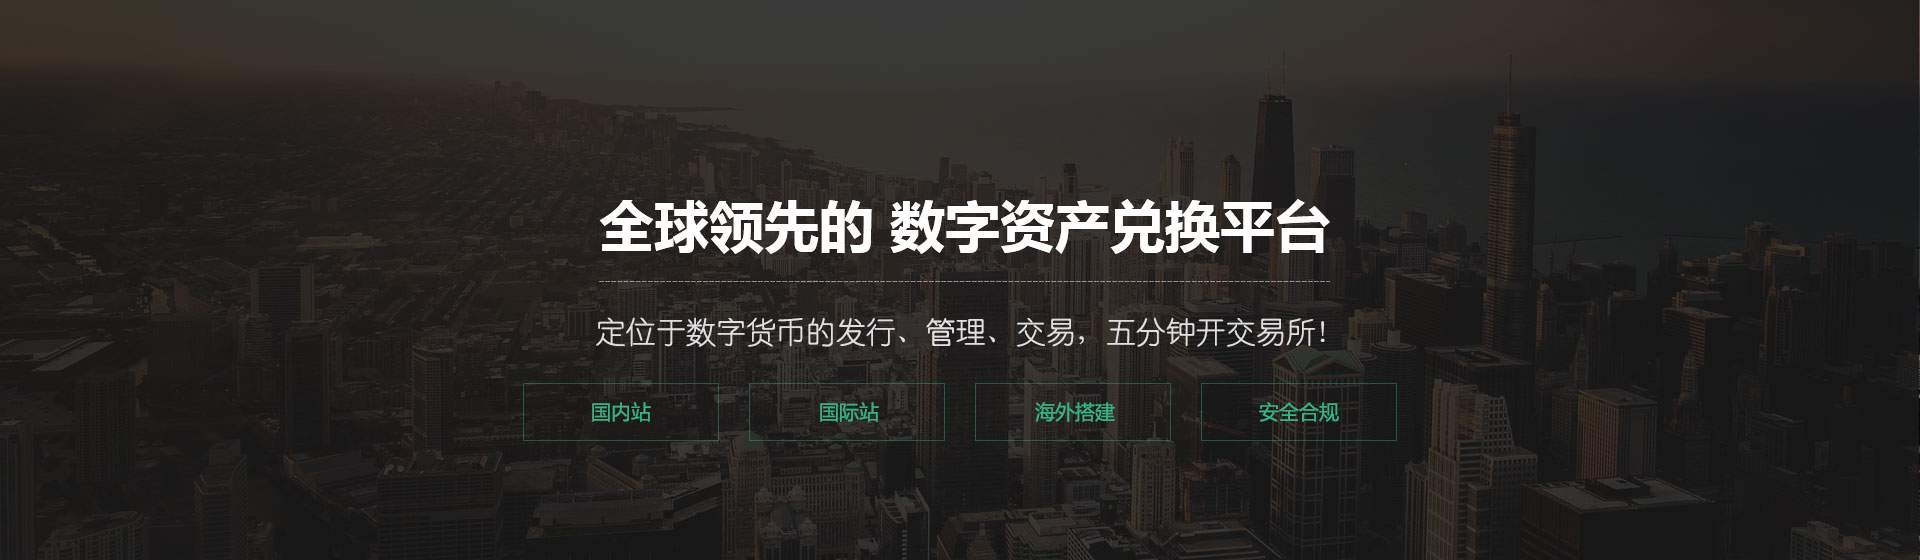 全球领先的 数字资产兑换平台
定位于数字货币的发行、管理、交易，五分钟开交易所！
国内站
国际站
海外搭建
安全合规